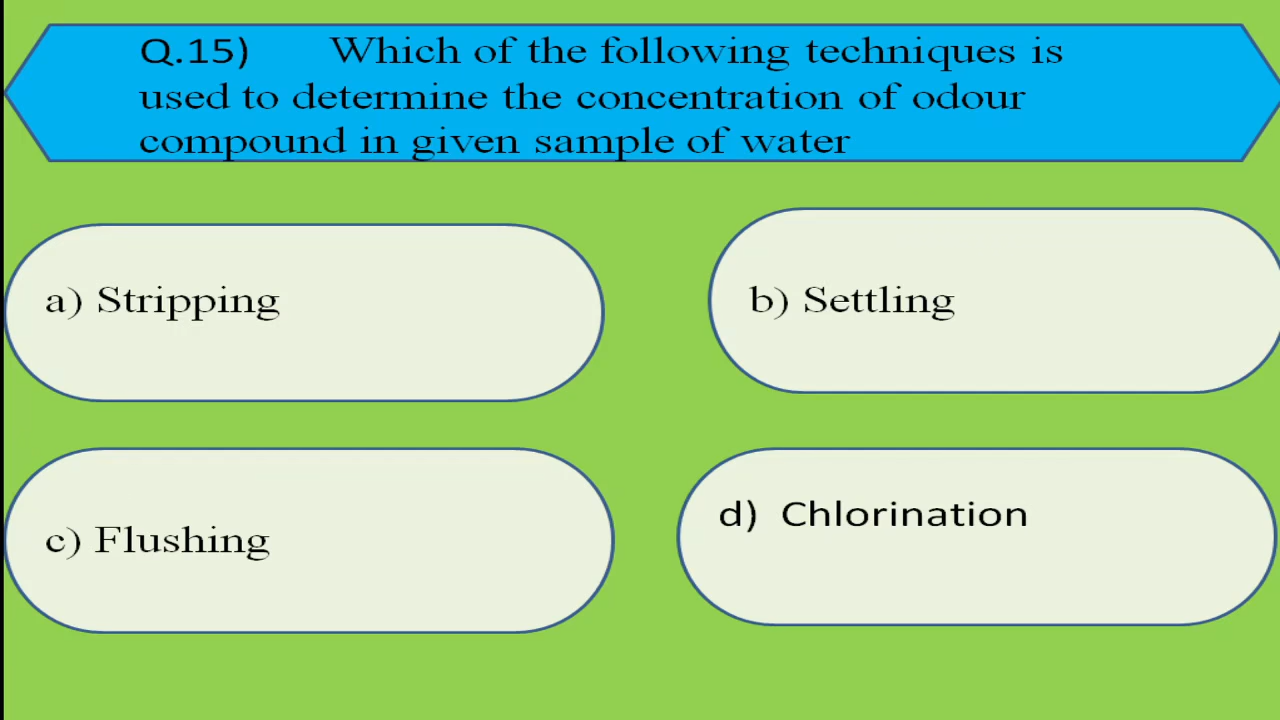 Q.15) Which of the following techniques is
used to determine the concentration of odour
compound in given sample of water
a) Stripping
b) Settling
c) Flushing
d) Chlorination